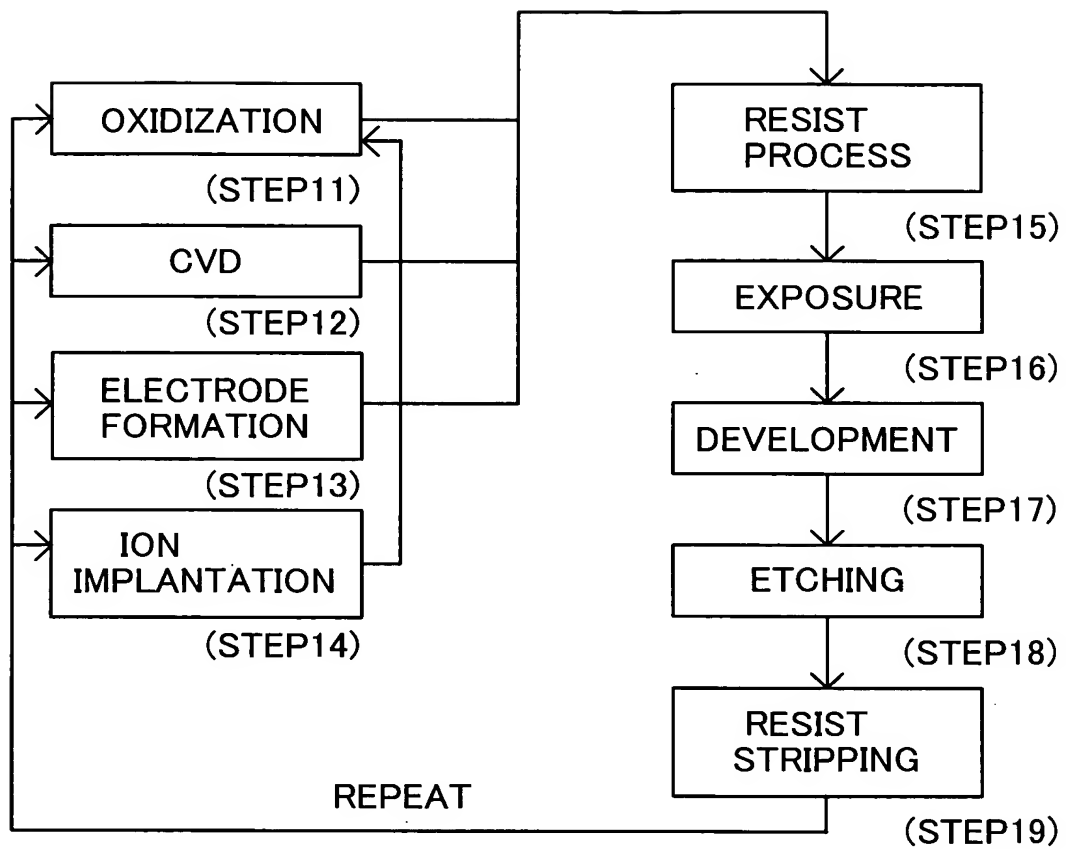 OXIDIZATION
(STEP11)
CVD
(STEP12)
ELECTRODE
FORMATION
(STEP13)
ION
IMPLANTATION
(STEP14)
RESIST
PROCESS
(STEP15)
EXPOSURE
(STEP16)
DEVELOPMENT
(STEP17)
ETCHING
(STEP18)
RESIST
STRIPPING
(STEP19)
REPEAT